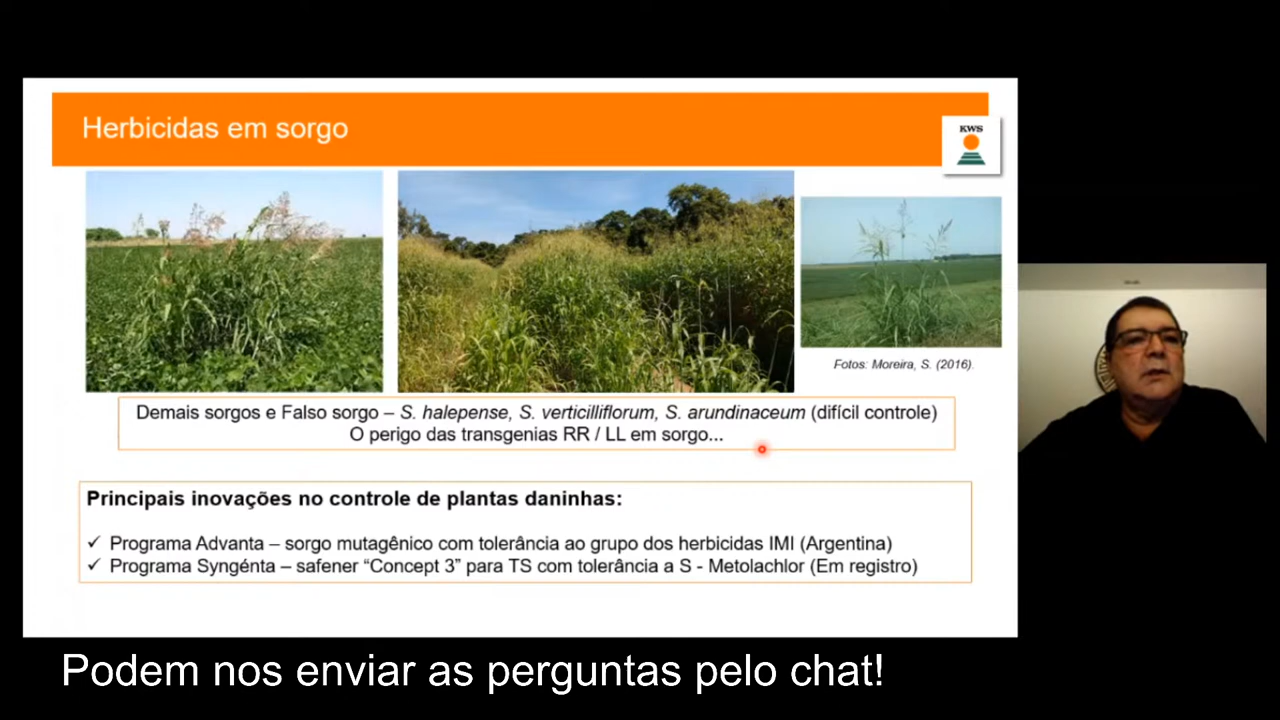 Herbicidas em sorgo
KWS
Fotos: Moreira, S. (2016).
Demais sorgos e Falso sorgo – S. halepense, S. verticilliflorum, S. arundinaceum (difícil controle)
O perigo das transgenias RR / LL em sorgo...
Principais inovações no controle de plantas daninhas:
✓ Programa Advanta – sorgo mutagênico com tolerância ao grupo dos herbicidas IMI (Argentina)
✓ Programa Syngénta – safener “Concept 3” para TS com tolerância a S - Metolachlor (Em registro)
Podem nos enviar as perguntas pelo chat!